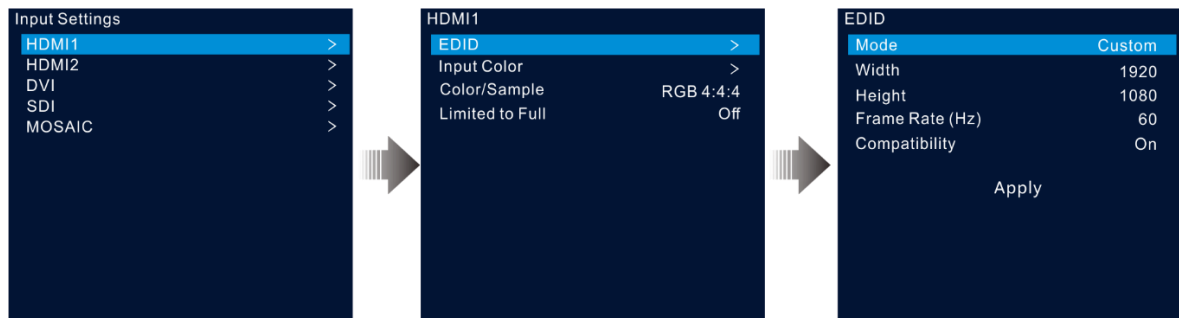 Input Settings
HDMI1 >
HDMI2 >
DVI >
SDI >
MOSAIC >
HDMI1
EDID >
Input Color >
Color/Sample RGB 4:4:4
Limited to Full Off
EDID
Mode Custom
Width 1920
Height 1080
Frame Rate (Hz) 60
Compatibility On
Apply